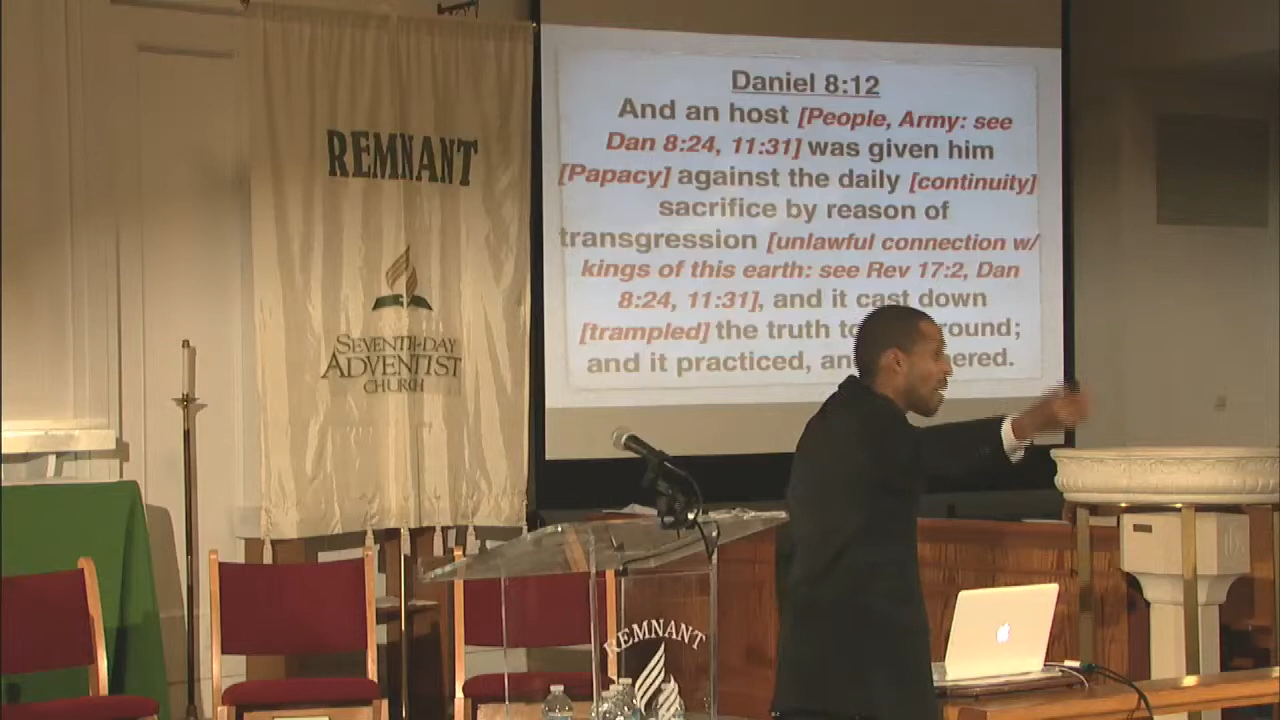 REMNANT
SEVENTH-DAY
ADVENTIST
CHURCH
Daniel 8:12
And an host [People, Army: see
Dan 8:24, 11:31] was given him
[Papacy] against the daily [continuity]
sacrifice by reason of
transgression [unlawful connection w/
kings of this earth: see Rev 17:2, Dan
8:24, 11:31], and it cast down
[trampled] the truth to round;
and it practiced, an ered.
REMNANT